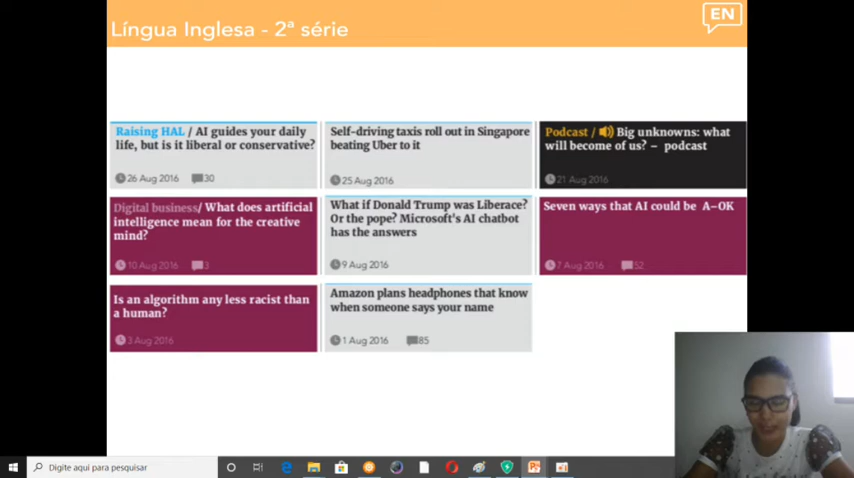 Língua Inglesa - 2ª série
EN
Raising HAL / AI guides your daily
life, but is it liberal or conservative?
26 Aug 2016 30
Self-driving taxis roll out in Singapore
beating Uber to it
25 Aug 2016
Podcast / Big unknowns: what
will become of us? – podcast
21 Aug 2016
Digital business/ What does artificial
intelligence mean for the creative
mind?
10 Aug 2016 3
What if Donald Trump was Liberace?
Or the pope? Microsoft's AI chatbot
has the answers
9 Aug 2016
Seven ways that AI could be A-OK
7 Aug 2016 52
Is an algorithm any less racist than
a human?
3 Aug 2016
Amazon plans headphones that know
when someone says your name
1 Aug 2016 85
Digite aqui para pesquisar